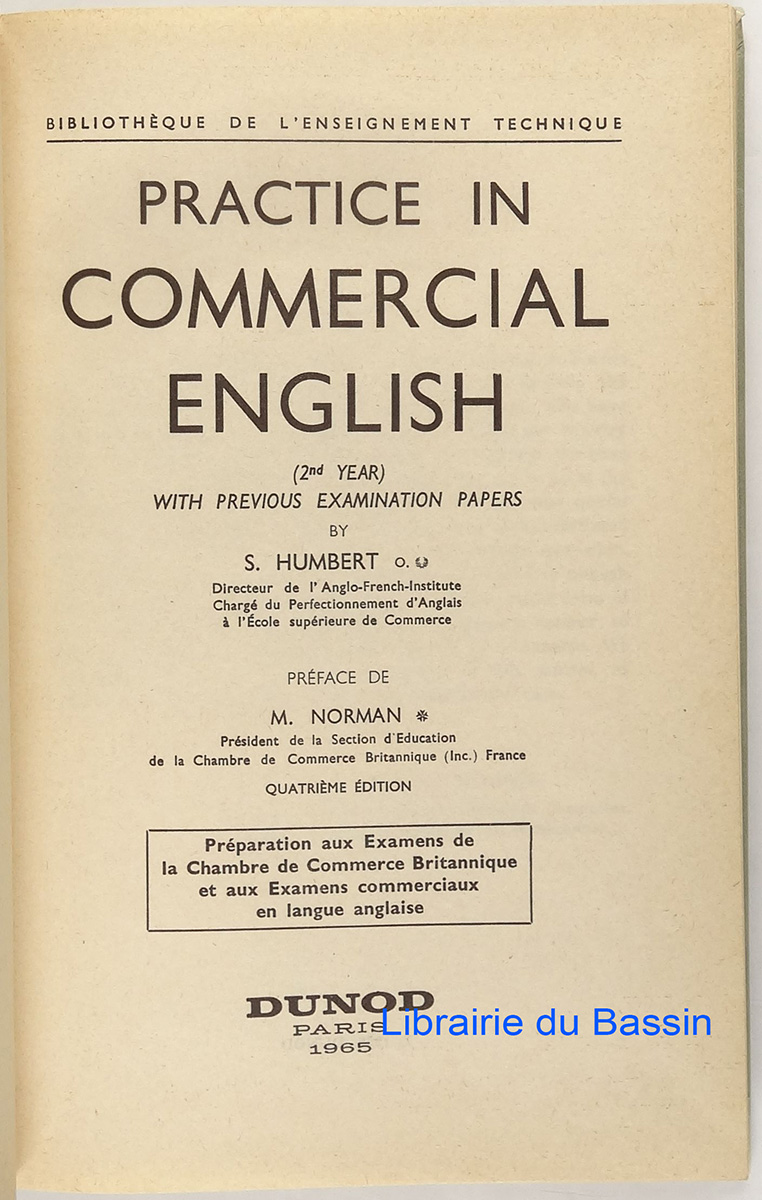 BIBLIOTHÈQUE DE L'ENSEIGNEMENT TECHNIQUE
PRACTICE IN
COMMERCIAL
ENGLISH
(2nd YEAR)
WITH PREVIOUS EXAMINATION PAPERS
BY
S. HUMBERT O.
Directeur de l'Anglo-French-Institute
Chargé du Perfectionnement d'Anglais
à l'École supérieure de Commerce
PRÉFACE DE
M. NORMAN *
Président de la Section d'Education
de la Chambre de Commerce Britannique (Inc.) France
QUATRIÈME ÉDITION
Préparation aux Examens de
la Chambre de Commerce Britannique
et aux Examens commerciaux
en langue anglaise
DUNOD
PARIS
Librairie du Bassin
1965